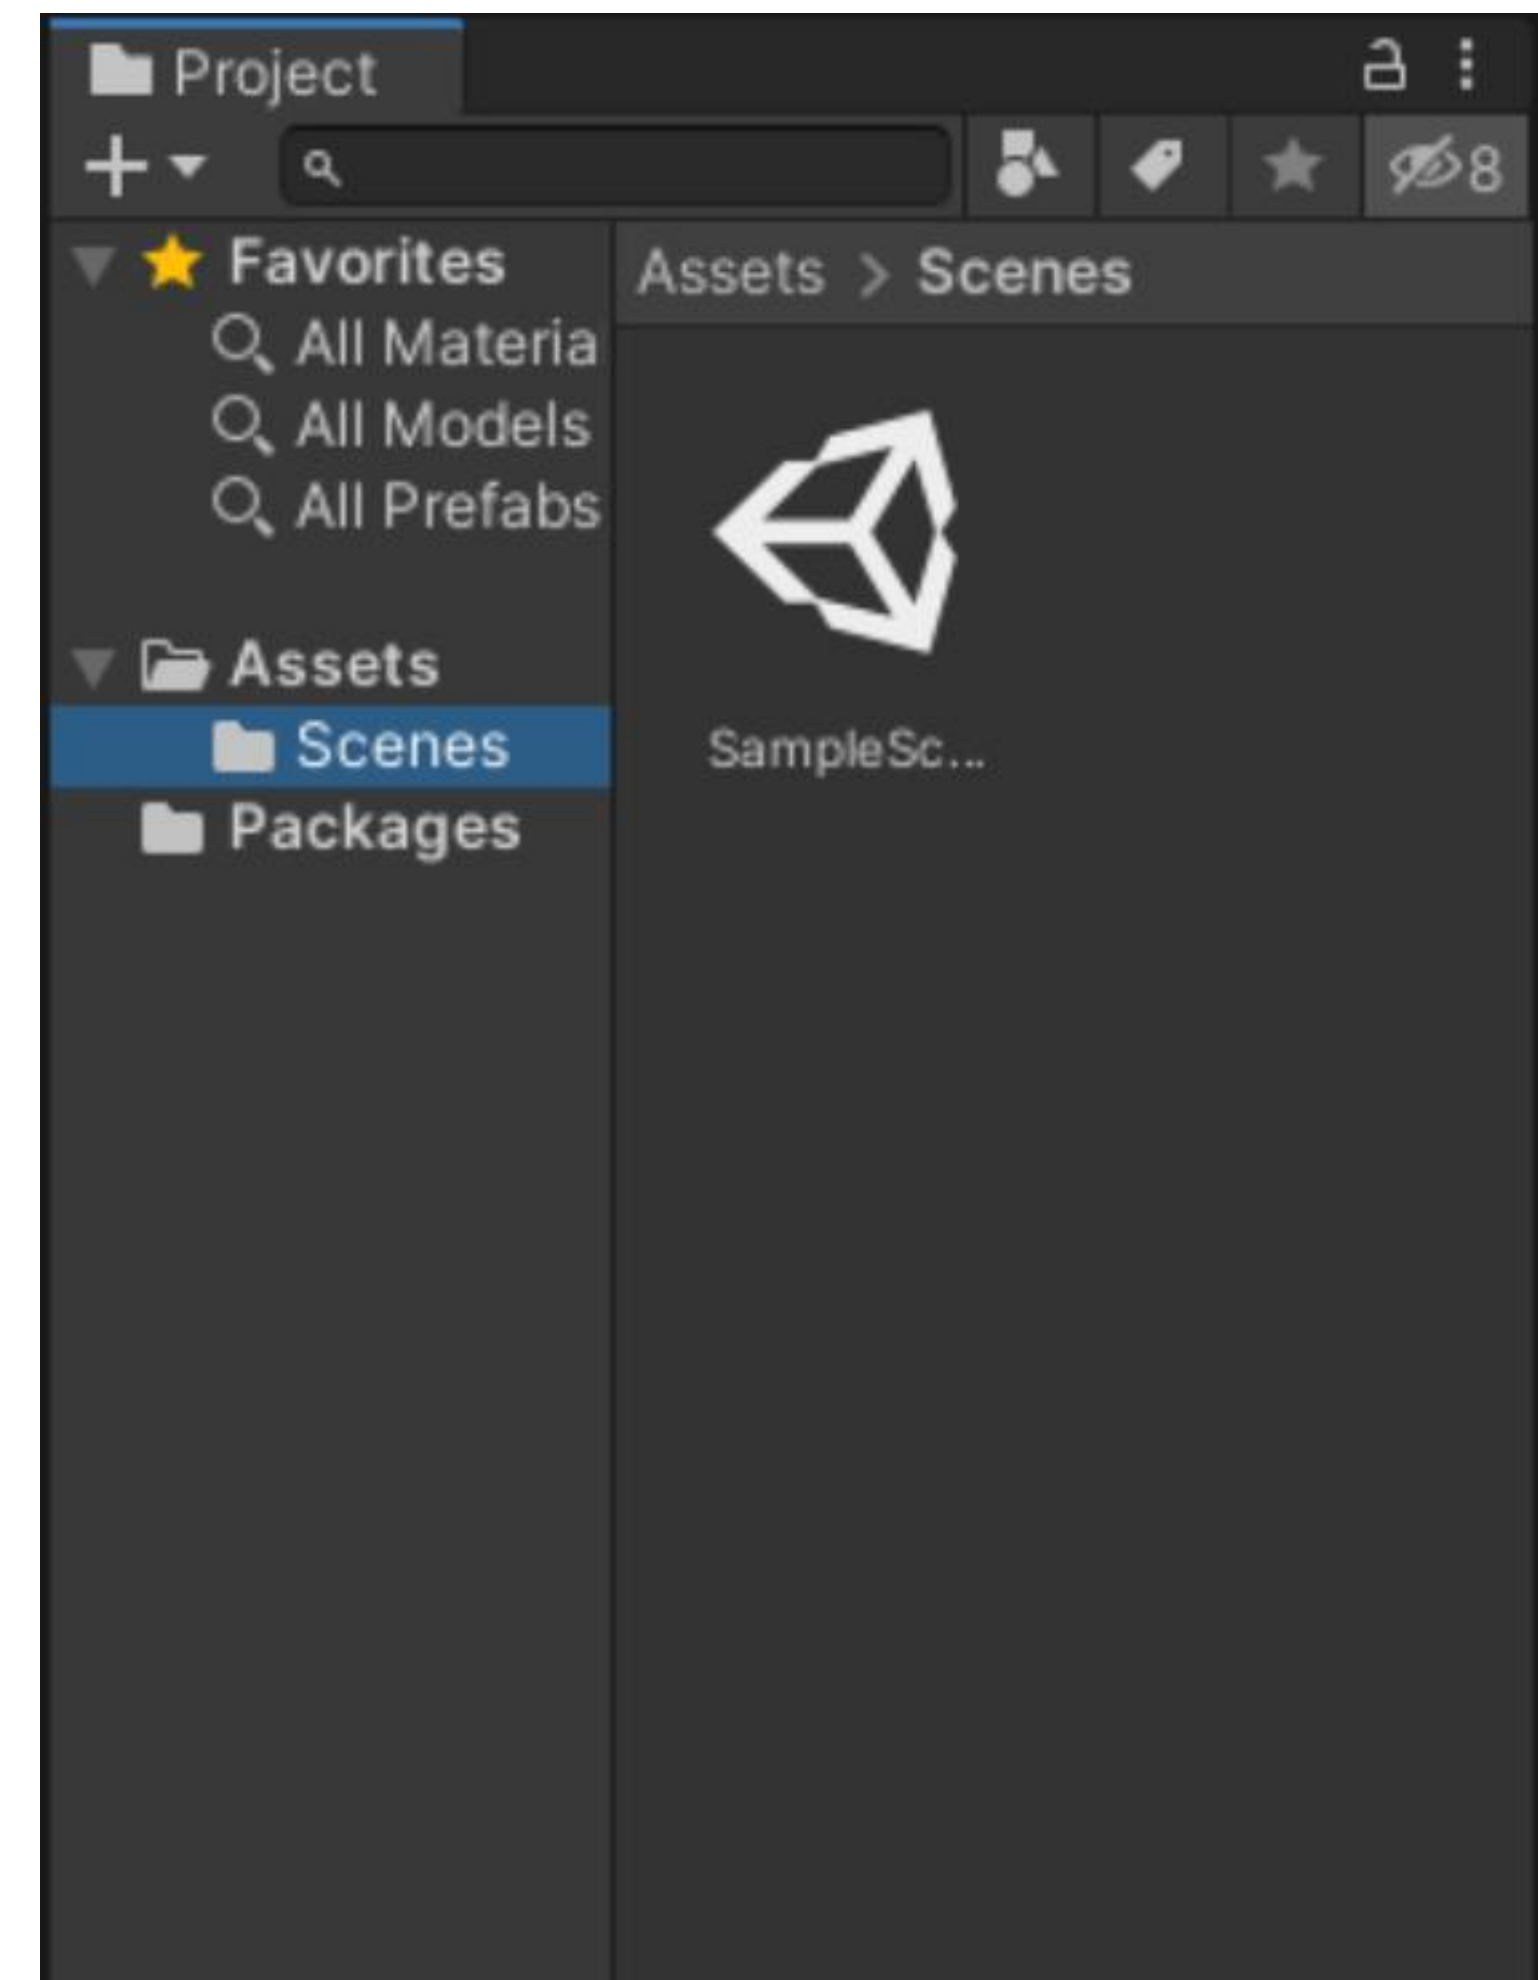 Project
8
Favorites
All Materia
All Models
All Prefabs
Assets
Scenes
Packages
Assets > Scenes
SampleSc...